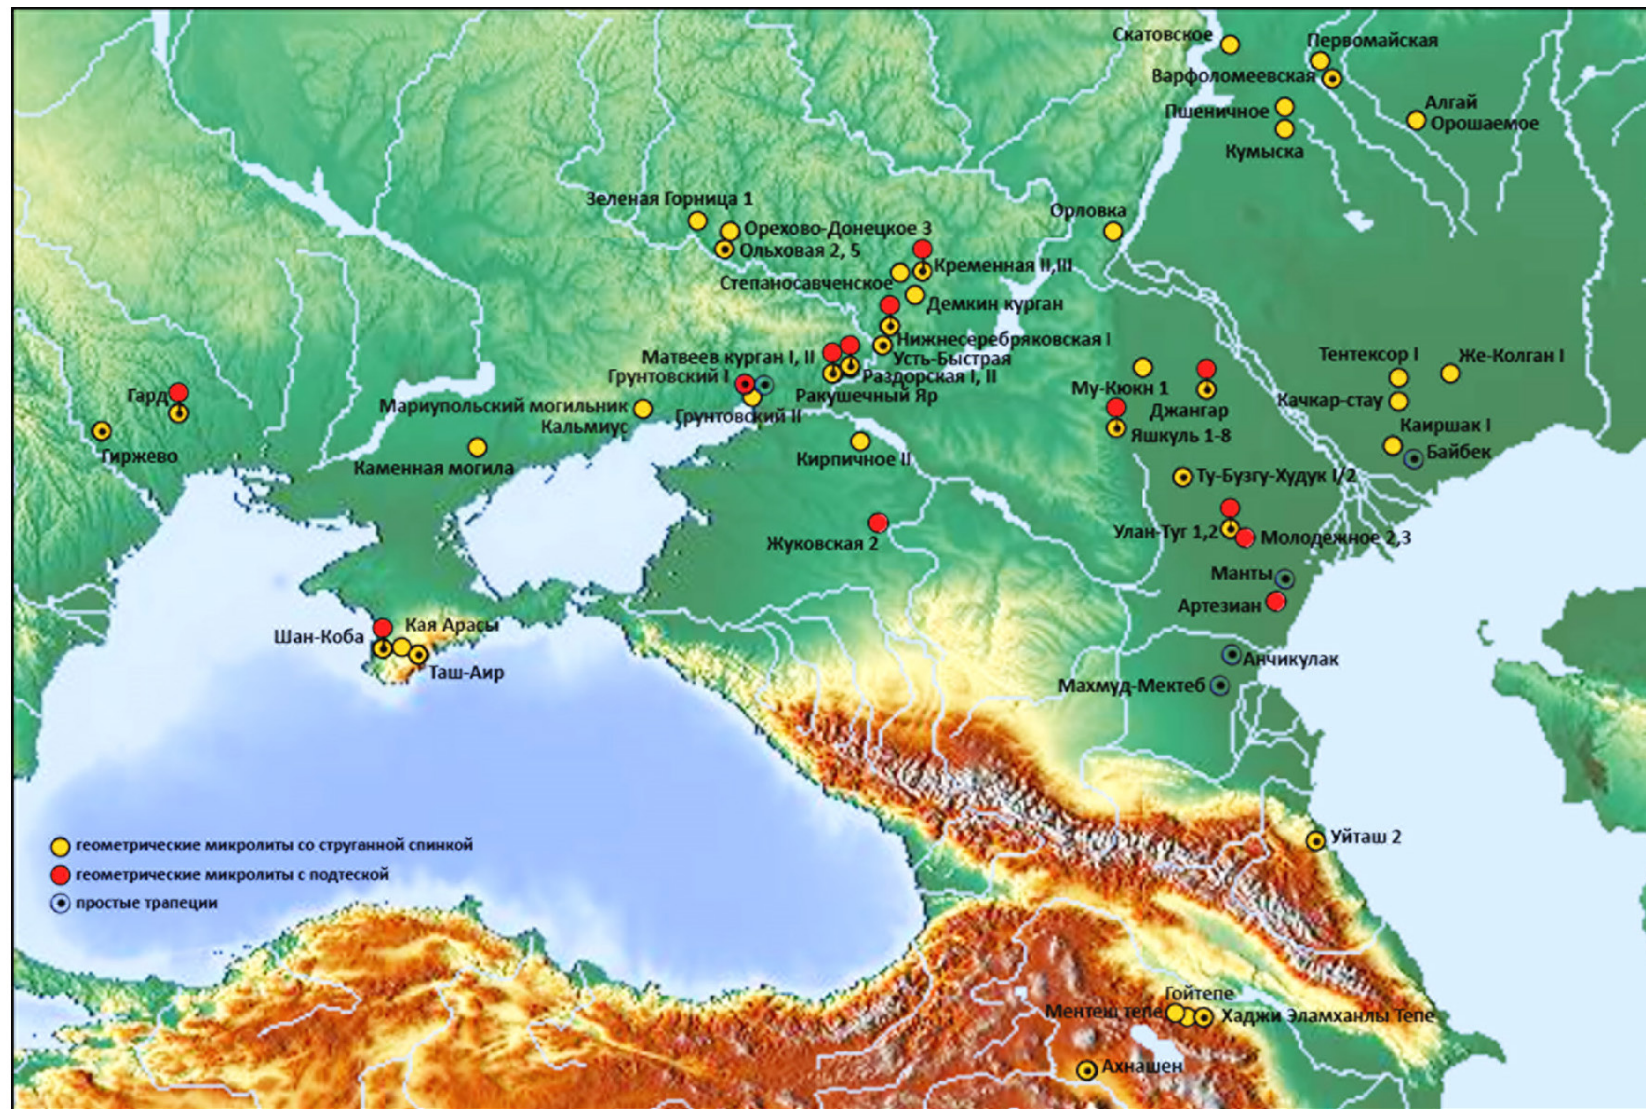 Скатовское
Первомайская
Варфоломеевская
Пшеничное
Алгай
Орошаемое
Кумыска
Зеленая Горница 1
Орловка
Орехово-Донецкое 3
Ольховая 2, 5
Кременная II,III
Степаносавченское
Демкин курган
Нижнесеребряковская I
Матвеев курган I, II
Усть-Быстрая
Тентексор I
Же-Колган I
Грунтовский I
Раздорская I, II
Му-Кюкн 1
Гард
Ракушечный Яр
Качкар-стау
Мариупольский могильник
Грунтовский II
Джангар
Кальмиус
Каиршак I
Яшкуль 1-8
Гиржево
Каменная могила
Кирпичное II
Байбек
Ту-Бузгу-Худук I/2
Жуковская 2
Улан-Туг 1,2
Молодежное 2,3
Манты
Артезиан
Шан-Коба
Кая Арасы
Анчикулак
Таш-Аир
Махмуд-Мектеб
Уйташ 2
геометрические микролиты со струганной спинкой
геометрические микролиты с подтеской
простые трапеции
Гойтепе
Ментеш тепе
Хаджи Эламханлы Тепе
Ахнашен